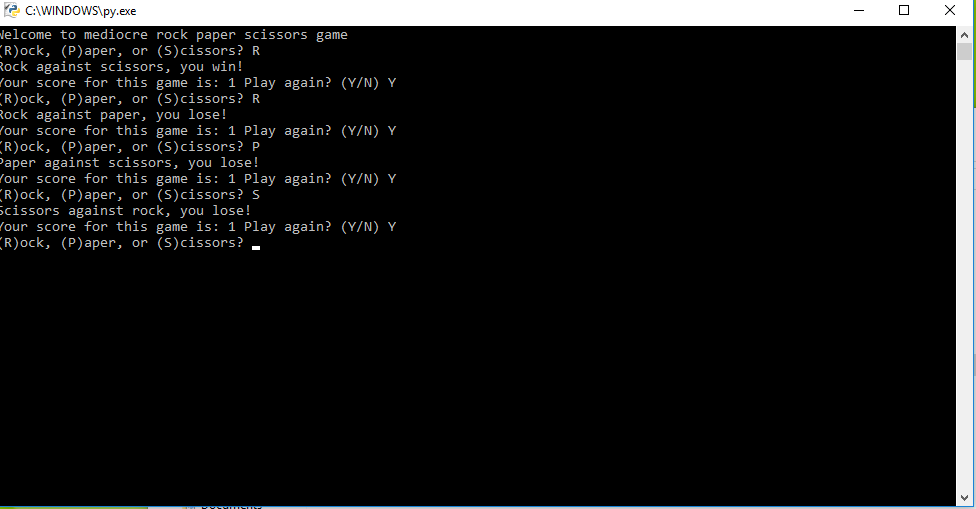 C:\WINDOWS\py.exe
Welcome to mediocre rock paper scissors game
(R)ock, (P)aper, or (S)cissors? R
Rock against scissors, you win!
Your score for this game is: 1 Play again? (Y/N) Y
(R)ock, (P)aper, or (S)cissors? R
Rock against paper, you lose!
Your score for this game is: 1 Play again? (Y/N) Y
(R)ock, (P)aper, or (S)cissors? P
Paper against scissors, you lose!
Your score for this game is: 1 Play again? (Y/N) Y
(R)ock, (P)aper, or (S)cissors? S
Scissors against rock, you lose!
Your score for this game is: 1 Play again? (Y/N) Y
(R)ock, (P)aper, or (S)cissors?
Documents